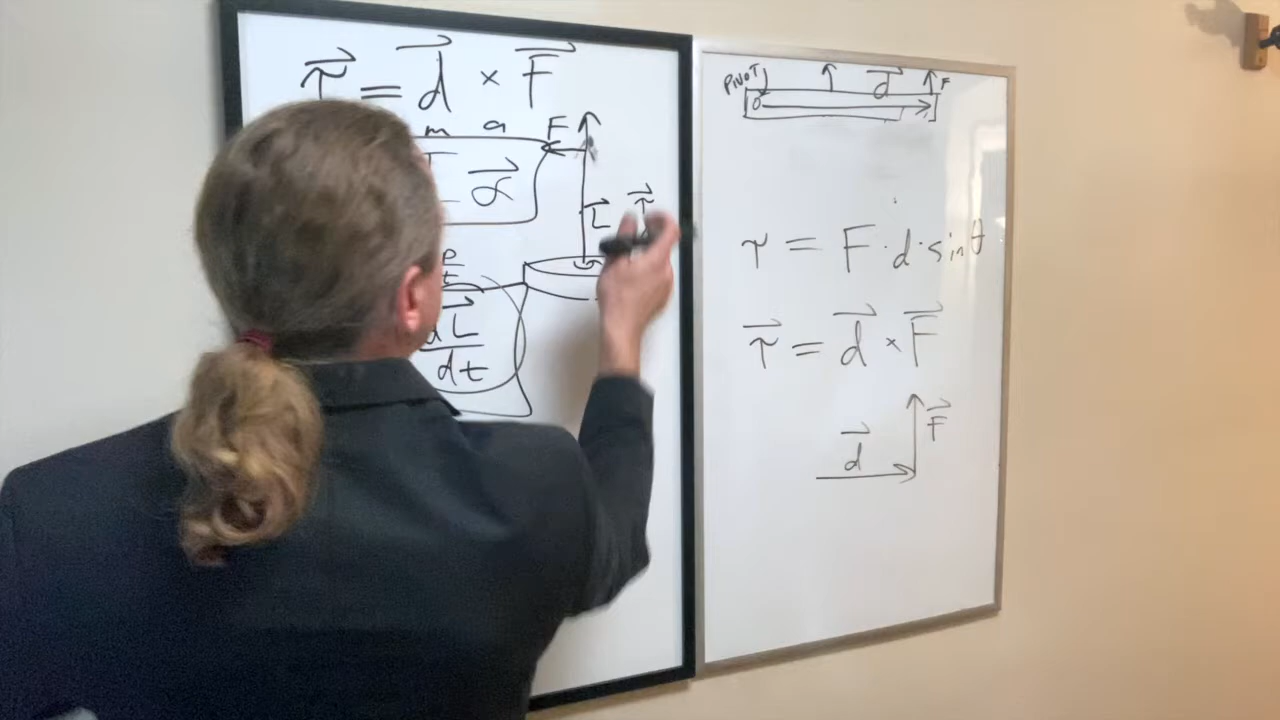 τ⃗ = d⃗ × F⃗
m a
α⃗
F
L⃗ τ⃗
dL⃗
dt
PIVOT d⃗ F
τ = F · d · sin θ
τ⃗ = d⃗ × F⃗
d⃗ F⃗